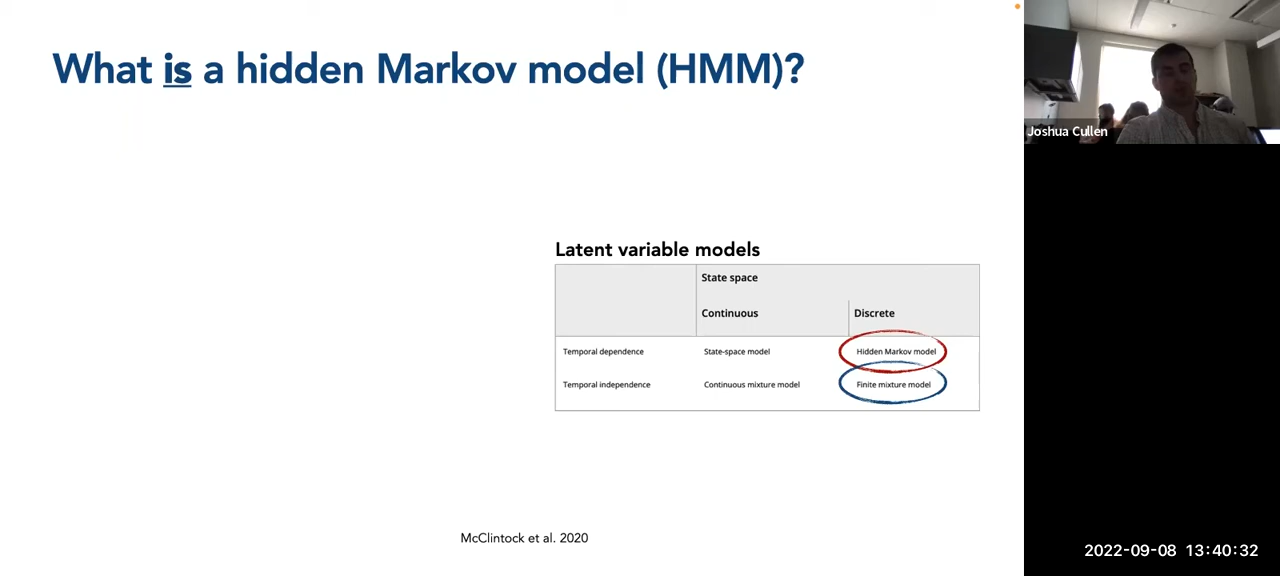 What is a hidden Markov model (HMM)?
Joshua Cullen
Latent variable models
State space
Continuous Discrete
Temporal dependence State-space model Hidden Markov model
Temporal independence Continuous mixture model Finite mixture model
McClintock et al. 2020
2022-09-08 13:40:32